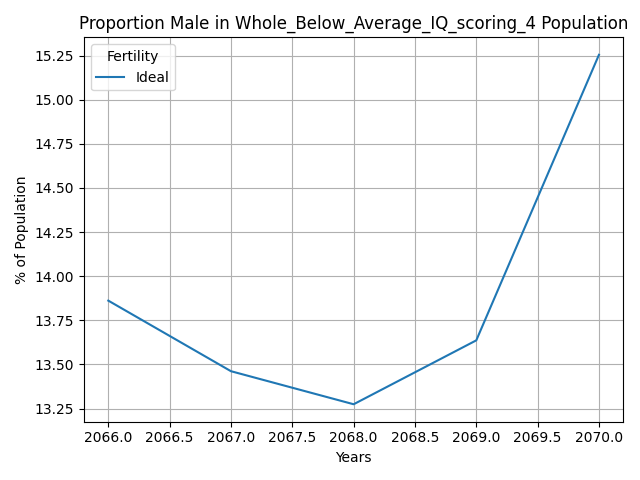 Proportion Male in Whole_Below_Average_IQ_scoring_4 Population
Fertility
Ideal
15.25
15.00
14.75
14.50
14.25
14.00
13.75
13.50
13.25
% of Population
2066.0 2066.5 2067.0 2067.5 2068.0 2068.5 2069.0 2069.5 2070.0
Years